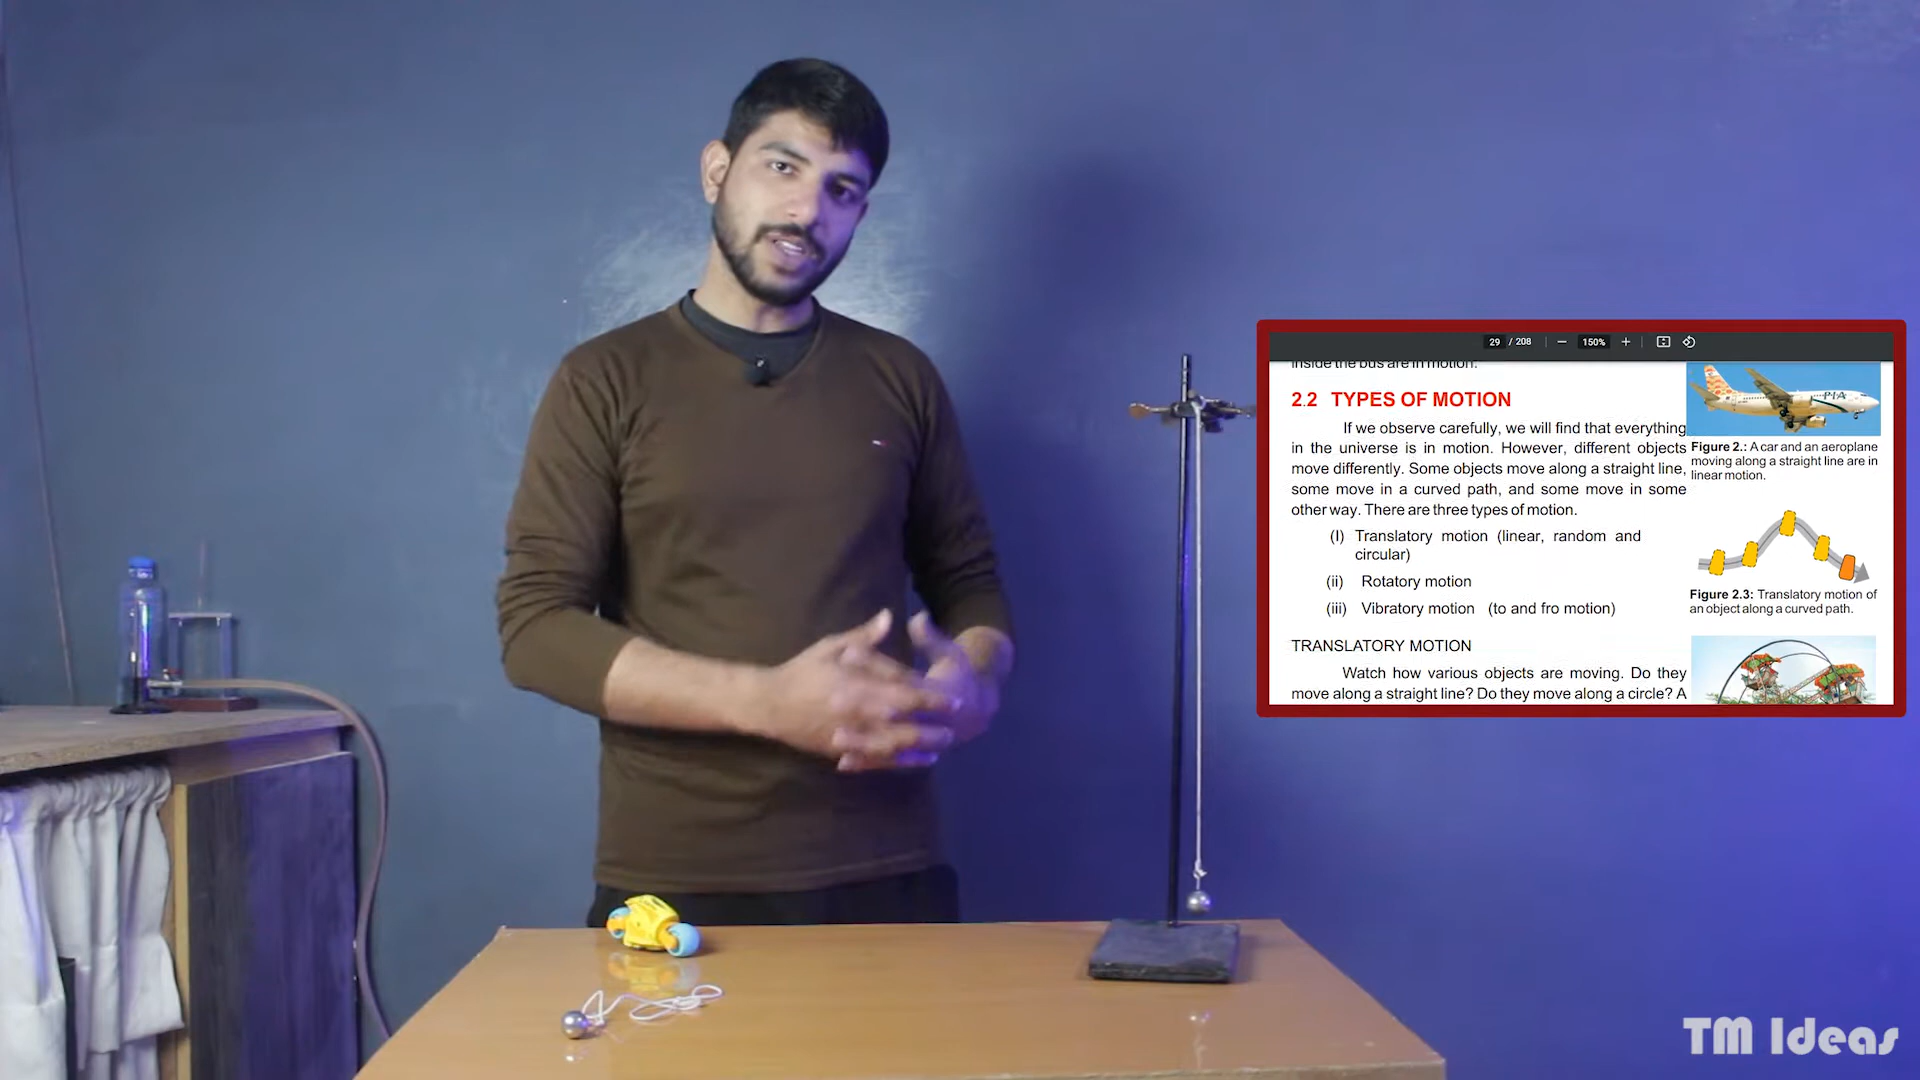 29 / 208 150%
inside the bus are in motion.
2.2 TYPES OF MOTION
If we observe carefully, we will find that everything
in the universe is in motion. However, different objects
move differently. Some objects move along a straight line,
some move in a curved path, and some move in some
other way. There are three types of motion.
(I) Translatory motion (linear, random and
circular)
(ii) Rotatory motion
(iii) Vibratory motion (to and fro motion)
TRANSLATORY MOTION
Watch how various objects are moving. Do they
move along a straight line? Do they move along a circle? A
PIA
Figure 2.: A car and an aeroplane
moving along a straight line are in
linear motion.
Figure 2.3: Translatory motion of
an object along a curved path.
TM Ideas